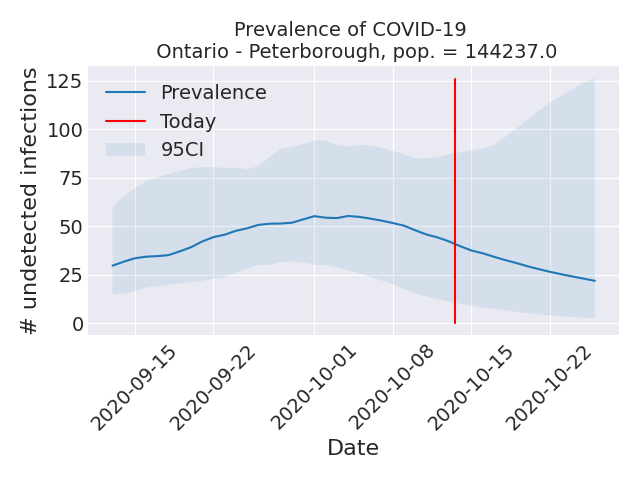 Prevalence of COVID-19
Ontario - Peterborough, pop. = 144237.0
# undetected infections
125
100
75
50
25
0
Prevalence
Today
95CI
2020-09-15
2020-09-22
2020-10-01
2020-10-08
2020-10-15
2020-10-22
Date